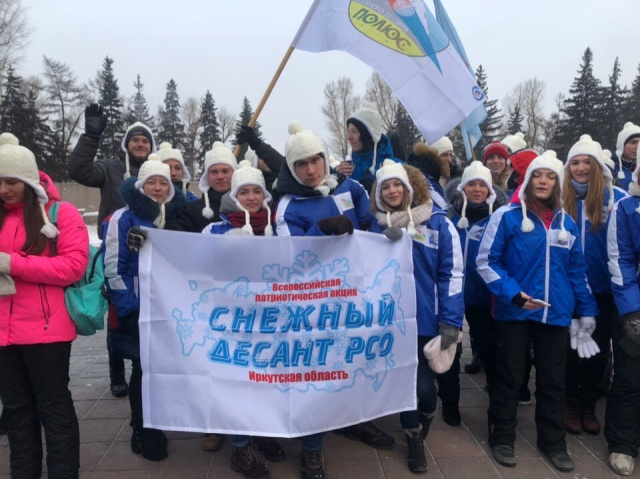 ПОЛЮС
Всероссийская
патриотическая акция
СНЕЖНЫЙ
ДЕСАНТ РСО
Иркутская область